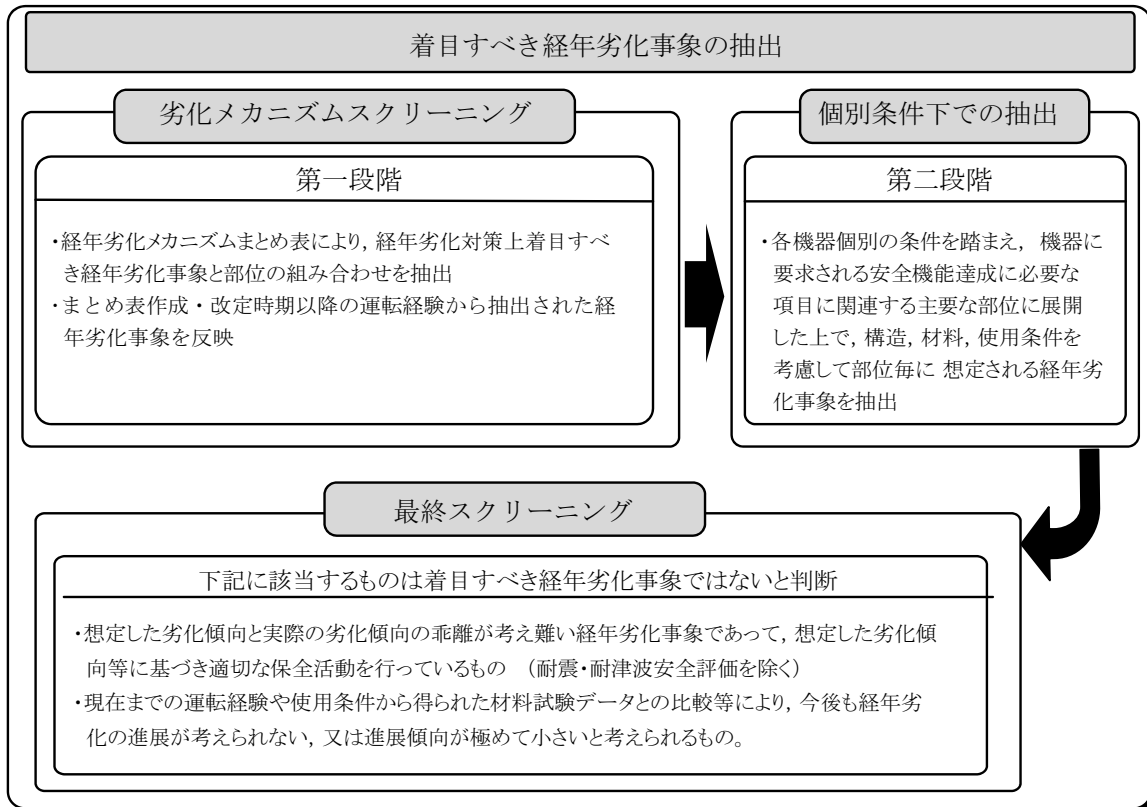 着目すべき経年劣化事象の抽出
劣化メカニズムスクリーニング
第一段階
・経年劣化メカニズムまとめ表により, 経年劣化対策上着目すべ
き経年劣化事象と部位の組み合わせを抽出
・まとめ表作成・改定時期以降の運転経験から抽出された経
年劣化事象を反映
個別条件下での抽出
第二段階
・各機器個別の条件を踏まえ, 機器に
要求される安全機能達成に必要な
項目に関連する主要な部位に展開
した上で, 構造, 材料, 使用条件を
考慮して部位毎に 想定される経年劣
化事象を抽出
最終スクリーニング
下記に該当するものは着目すべき経年劣化事象ではないと判断
・想定した劣化傾向と実際の劣化傾向の乖離が考え難い経年劣化事象であって, 想定した劣化傾
向等に基づき適切な保全活動を行っているもの (耐震・耐津波安全評価を除く)
・現在までの運転経験や使用条件から得られた材料試験データとの比較等により, 今後も経年劣
化の進展が考えられない, 又は進展傾向が極めて小さいと考えられるもの。